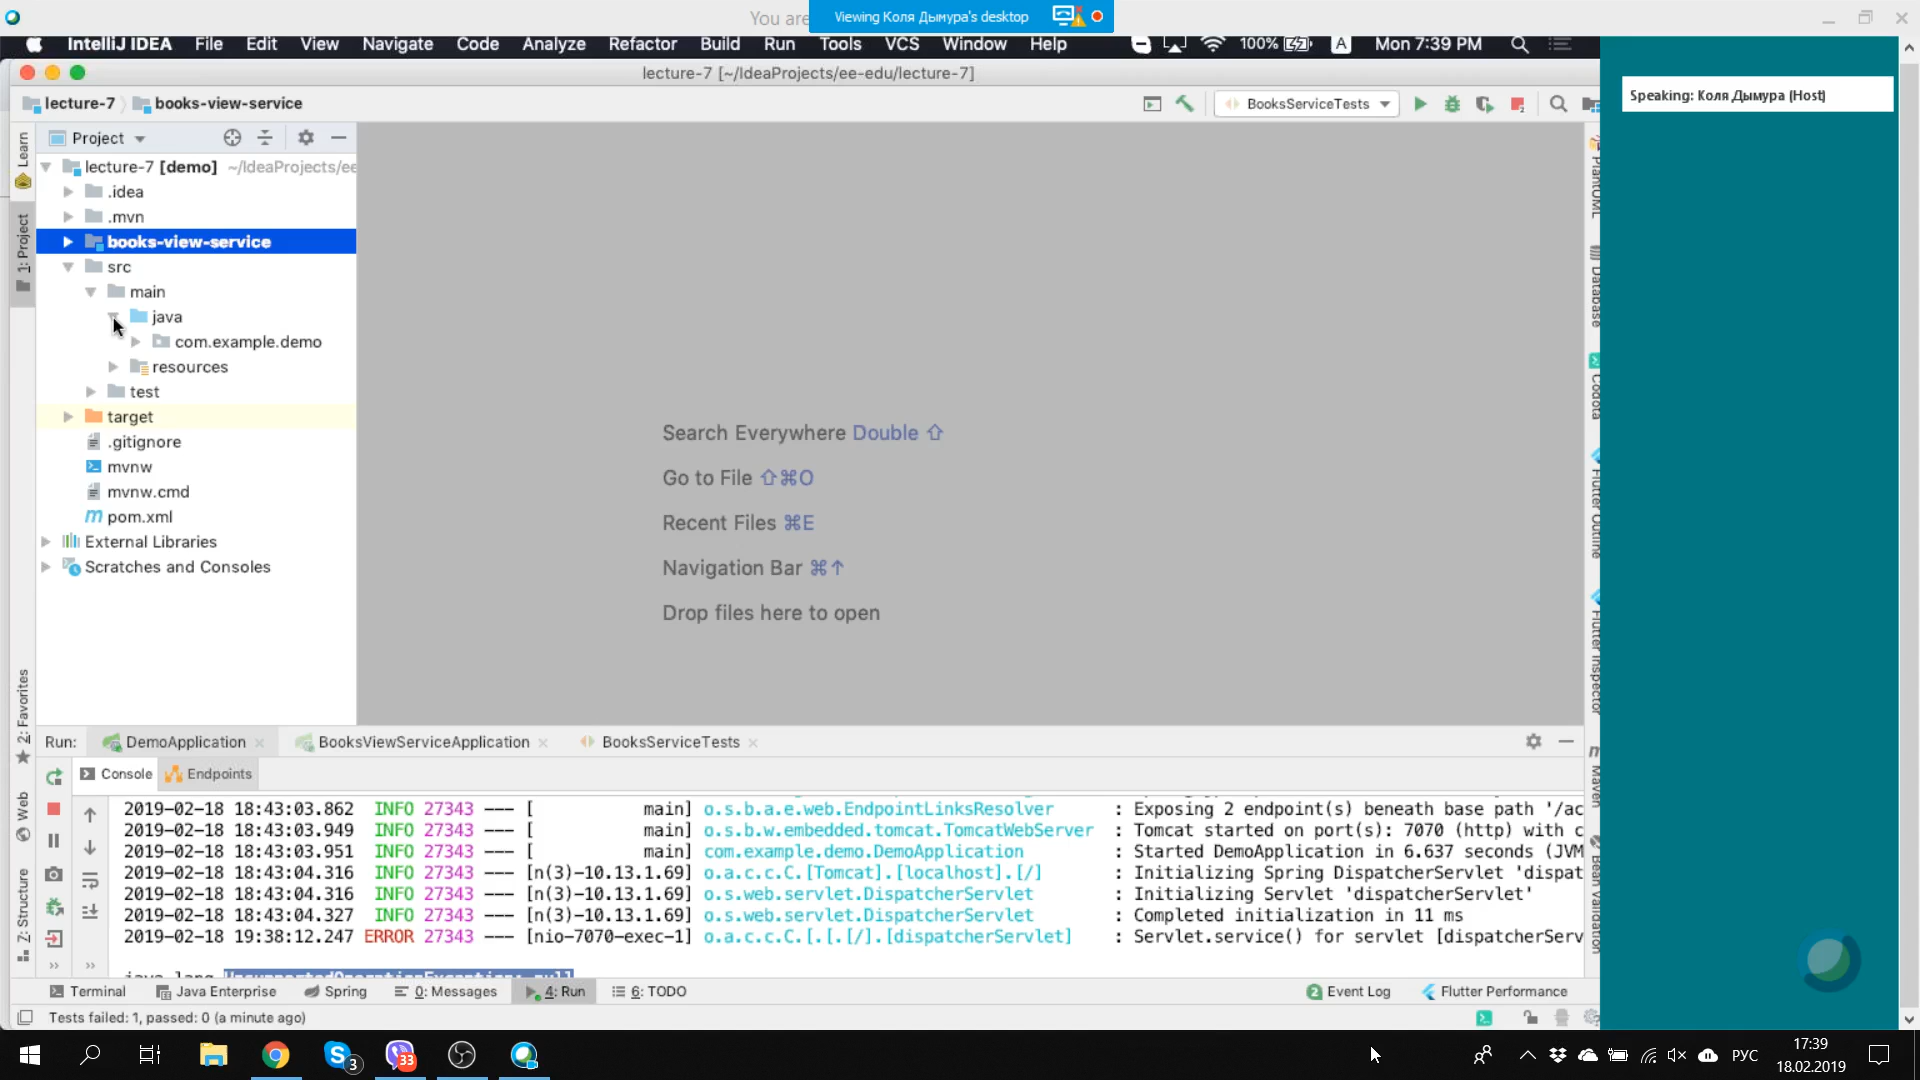 You are
Viewing Коля Дымура's desktop
IntelliJ IDEA File Edit View Navigate Code Analyze Refactor Build Run Tools VCS Window Help 100% A Mon 7:39 PM
lecture-7 [~/IdeaProjects/ee-edu/lecture-7]
Speaking: Коля Дымура (Host)
lecture-7 books-view-service BooksServiceTests
Learn
1: Project
2: Favorites
Web
Z: Structure
Project
lecture-7 [demo] ~/IdeaProjects/ee
.idea
.mvn
books-view-service
src
main
java
com.example.demo
resources
test
target
.gitignore
mvnw
mvnw.cmd
pom.xml
External Libraries
Scratches and Consoles
Search Everywhere Double ⇧
Go to File ⇧⌘O
Recent Files ⌘E
Navigation Bar ⌘↑
Drop files here to open
PlantUML
Database
Codota
Flutter Outline
Flutter Inspector
Maven
Bean Validation
Run: DemoApplication BooksViewServiceApplication BooksServiceTests
Console Endpoints
2019-02-18 18:43:03.862 INFO 27343 --- [ main] o.s.b.a.e.web.EndpointLinksResolver : Exposing 2 endpoint(s) beneath base path '/ac
2019-02-18 18:43:03.949 INFO 27343 --- [ main] o.s.b.w.embedded.tomcat.TomcatWebServer : Tomcat started on port(s): 7070 (http) with c
2019-02-18 18:43:03.951 INFO 27343 --- [ main] com.example.demo.DemoApplication : Started DemoApplication in 6.637 seconds (JVM
2019-02-18 18:43:04.316 INFO 27343 --- [n(3)-10.13.1.69] o.a.c.c.C.[Tomcat].[localhost].[/] : Initializing Spring DispatcherServlet 'dispat
2019-02-18 18:43:04.316 INFO 27343 --- [n(3)-10.13.1.69] o.s.web.servlet.DispatcherServlet : Initializing Servlet 'dispatcherServlet'
2019-02-18 18:43:04.327 INFO 27343 --- [n(3)-10.13.1.69] o.s.web.servlet.DispatcherServlet : Completed initialization in 11 ms
2019-02-18 19:38:12.247 ERROR 27343 --- [nio-7070-exec-1] o.a.c.c.C.[.[.[/].[dispatcherServlet] : Servlet.service() for servlet [dispatcherServ
java.lang.UnsupportedOperationException: null
Terminal Java Enterprise Spring 0: Messages 4: Run 6: TODO 2 Event Log Flutter Performance
Tests failed: 1, passed: 0 (a minute ago)
3 33 РУС
17:39
18.02.2019